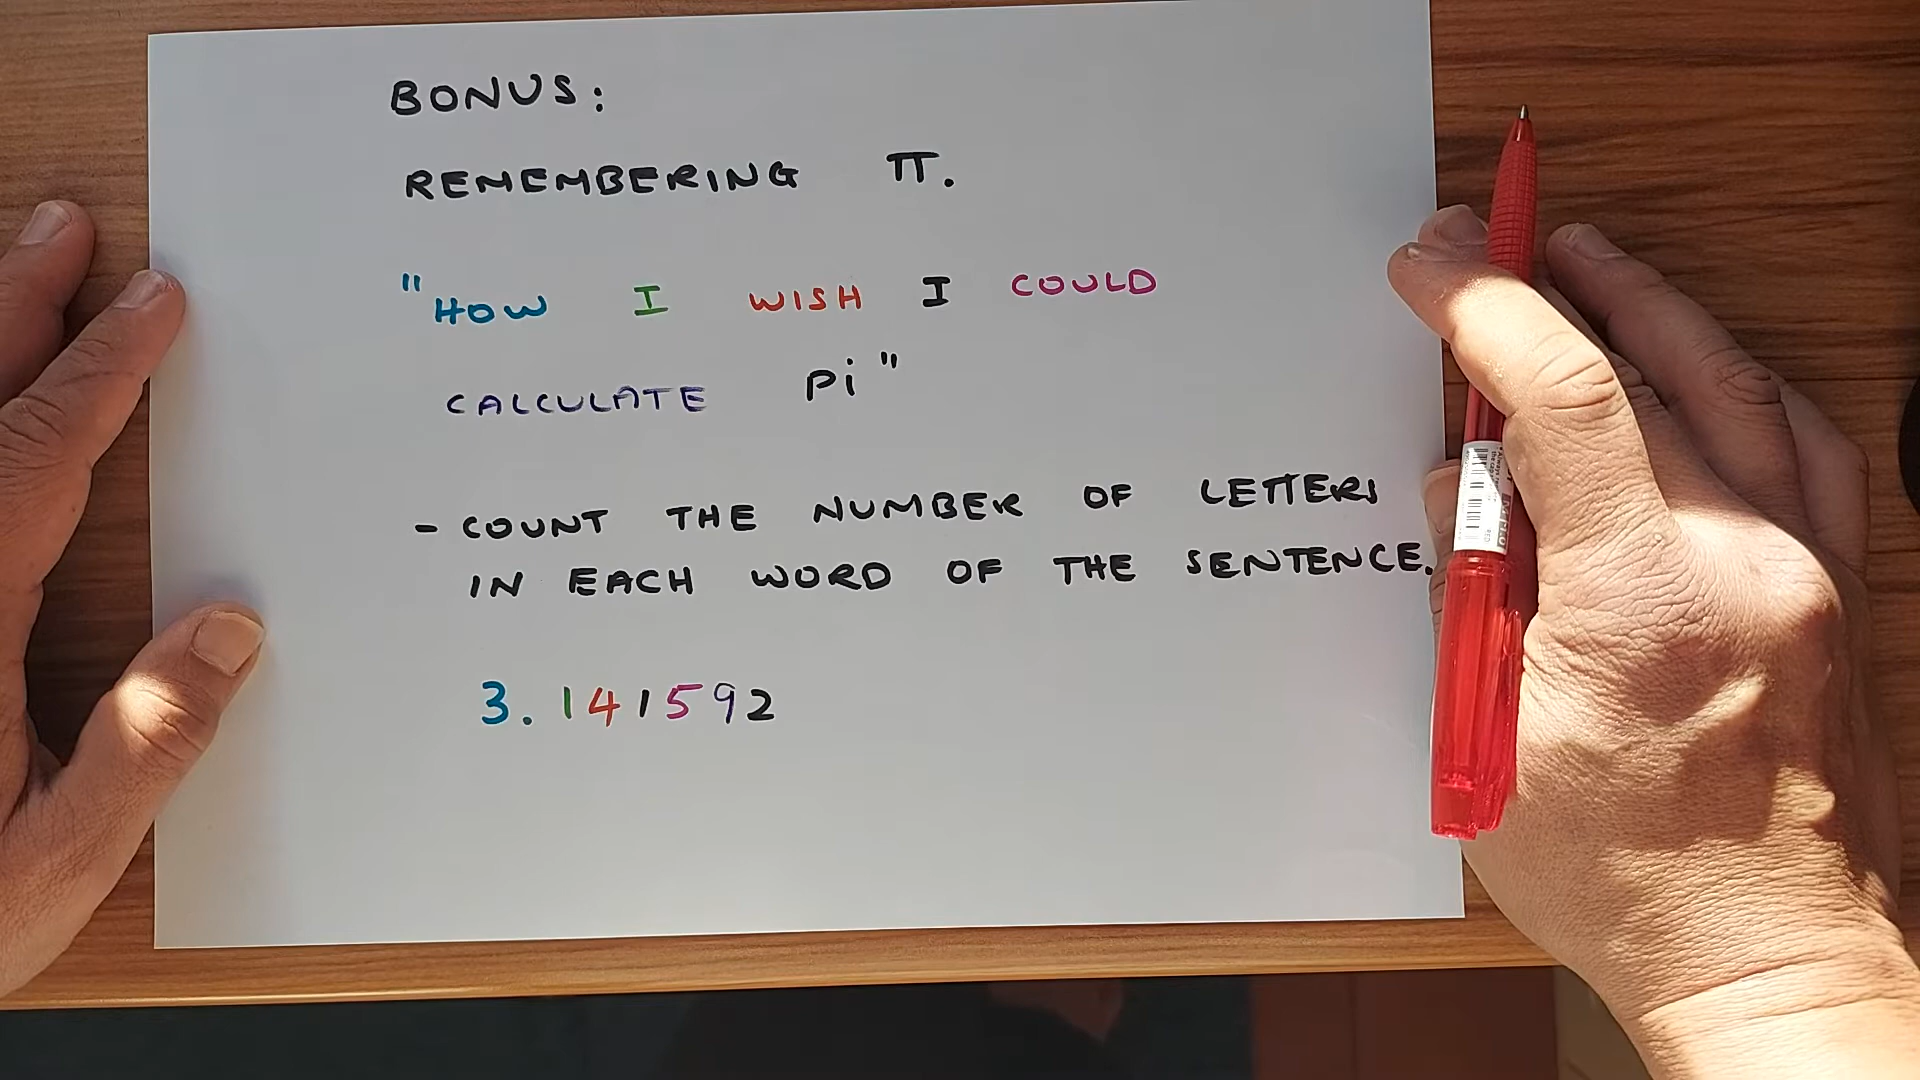 BONUS:
REMEMBERING π.
"HOW I WISH I COULD
CALCULATE Pi"
- COUNT THE NUMBER OF LETTERS
IN EACH WORD OF THE SENTENCE.
3.141592